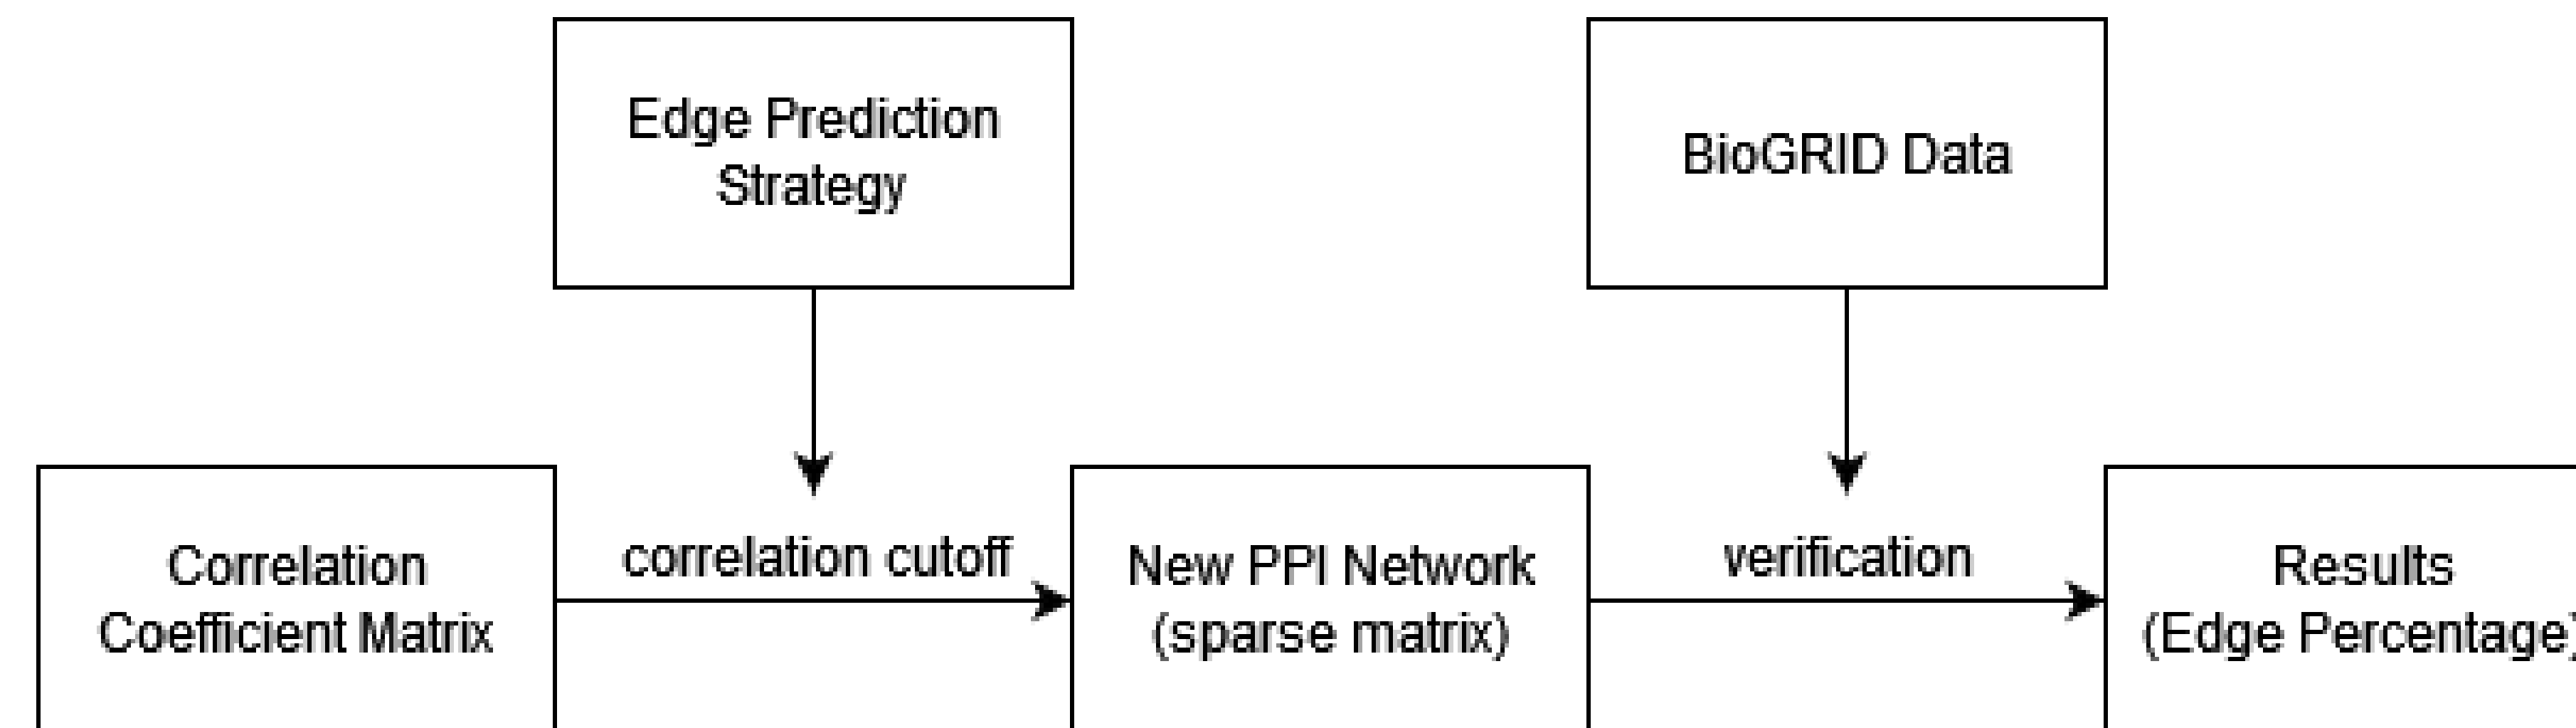 Edge Prediction
Strategy
BioGRID Data
Correlation
Coefficient Matrix
correlation cutoff
New PPI Network
(sparse matrix)
verification
Results
(Edge Percentage)